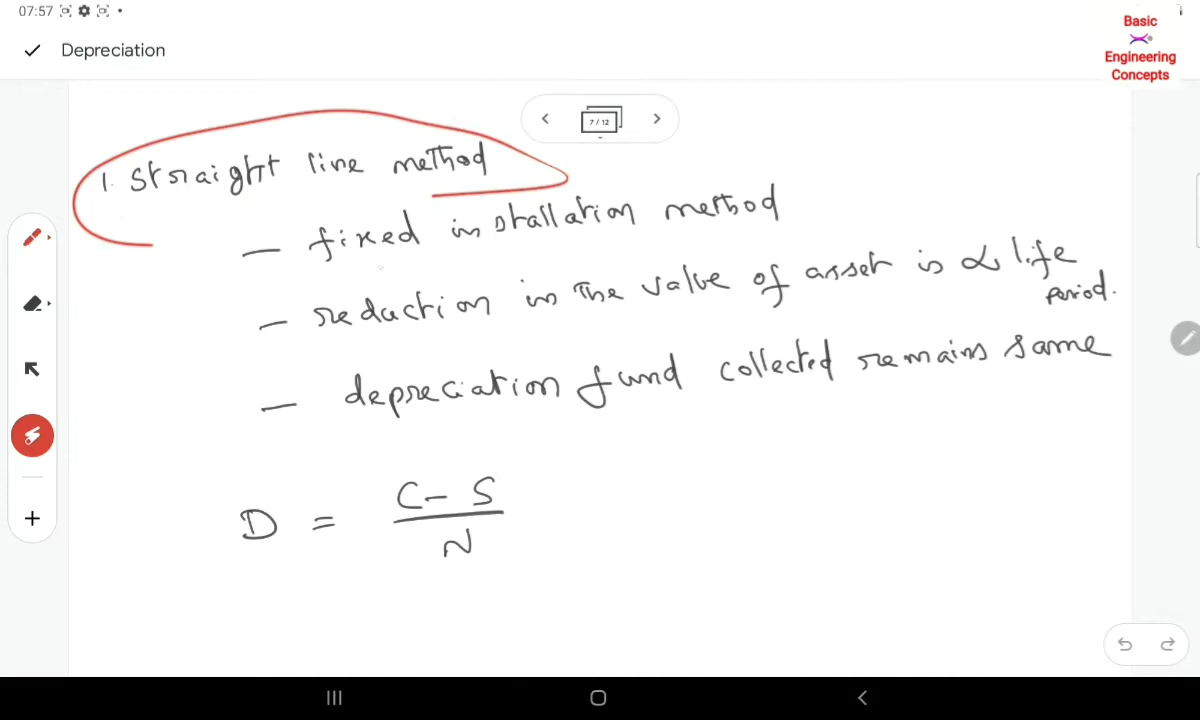 07:57
Depreciation
Basic
Engineering
Concepts
7 / 12
1. Straight line method
— fixed installation method
— reduction in the value of asset is ∝ life
period.
— depreciation fund collected remains same
D = C - S
N